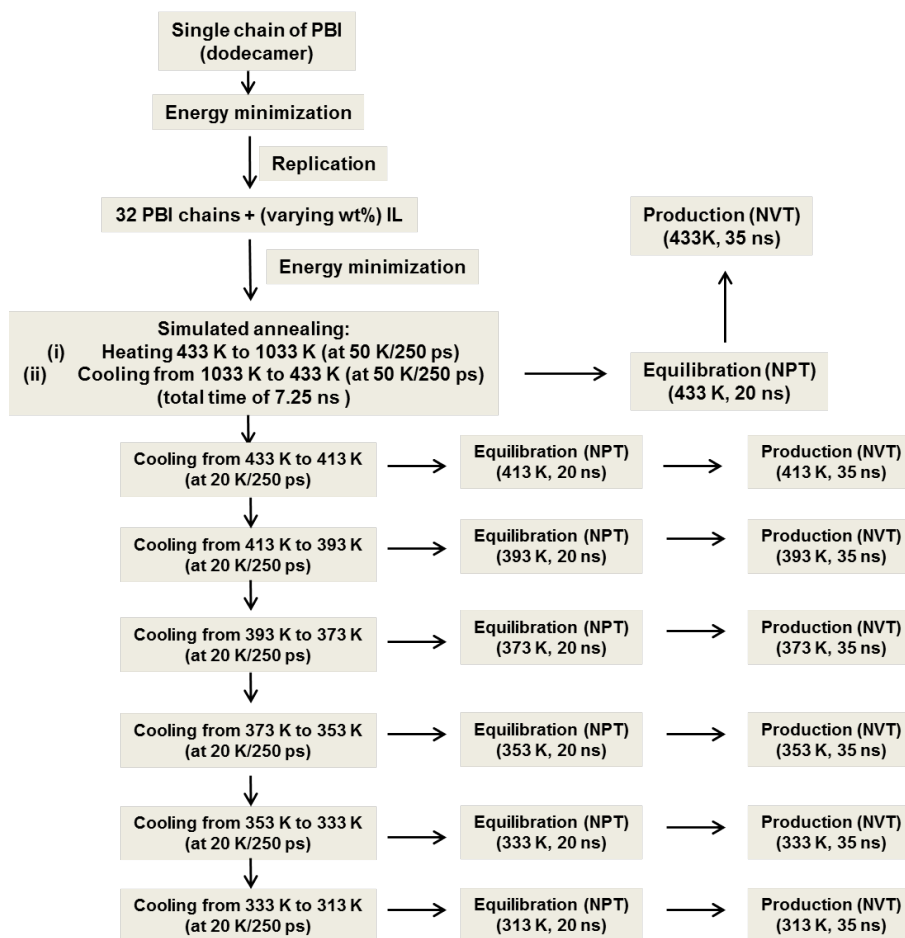 Single chain of PBI
(dodecamer)
Energy minimization
Replication
32 PBI chains + (varying wt%) IL
Energy minimization
Production (NVT)
(433K, 35 ns)
Simulated annealing:
(i) Heating 433 K to 1033 K (at 50 K/250 ps)
(ii) Cooling from 1033 K to 433 K (at 50 K/250 ps)
(total time of 7.25 ns )
Equilibration (NPT)
(433 K, 20 ns)
Cooling from 433 K to 413 K
(at 20 K/250 ps)
Equilibration (NPT)
(413 K, 20 ns)
Production (NVT)
(413 K, 35 ns)
Cooling from 413 K to 393 K
(at 20 K/250 ps)
Equilibration (NPT)
(393 K, 20 ns)
Production (NVT)
(393 K, 35 ns)
Cooling from 393 K to 373 K
(at 20 K/250 ps)
Equilibration (NPT)
(373 K, 20 ns)
Production (NVT)
(373 K, 35 ns)
Cooling from 373 K to 353 K
(at 20 K/250 ps)
Equilibration (NPT)
(353 K, 20 ns)
Production (NVT)
(353 K, 35 ns)
Cooling from 353 K to 333 K
(at 20 K/250 ps)
Equilibration (NPT)
(333 K, 20 ns)
Production (NVT)
(333 K, 35 ns)
Cooling from 333 K to 313 K
(at 20 K/250 ps)
Equilibration (NPT)
(313 K, 20 ns)
Production (NVT)
(313 K, 35 ns)